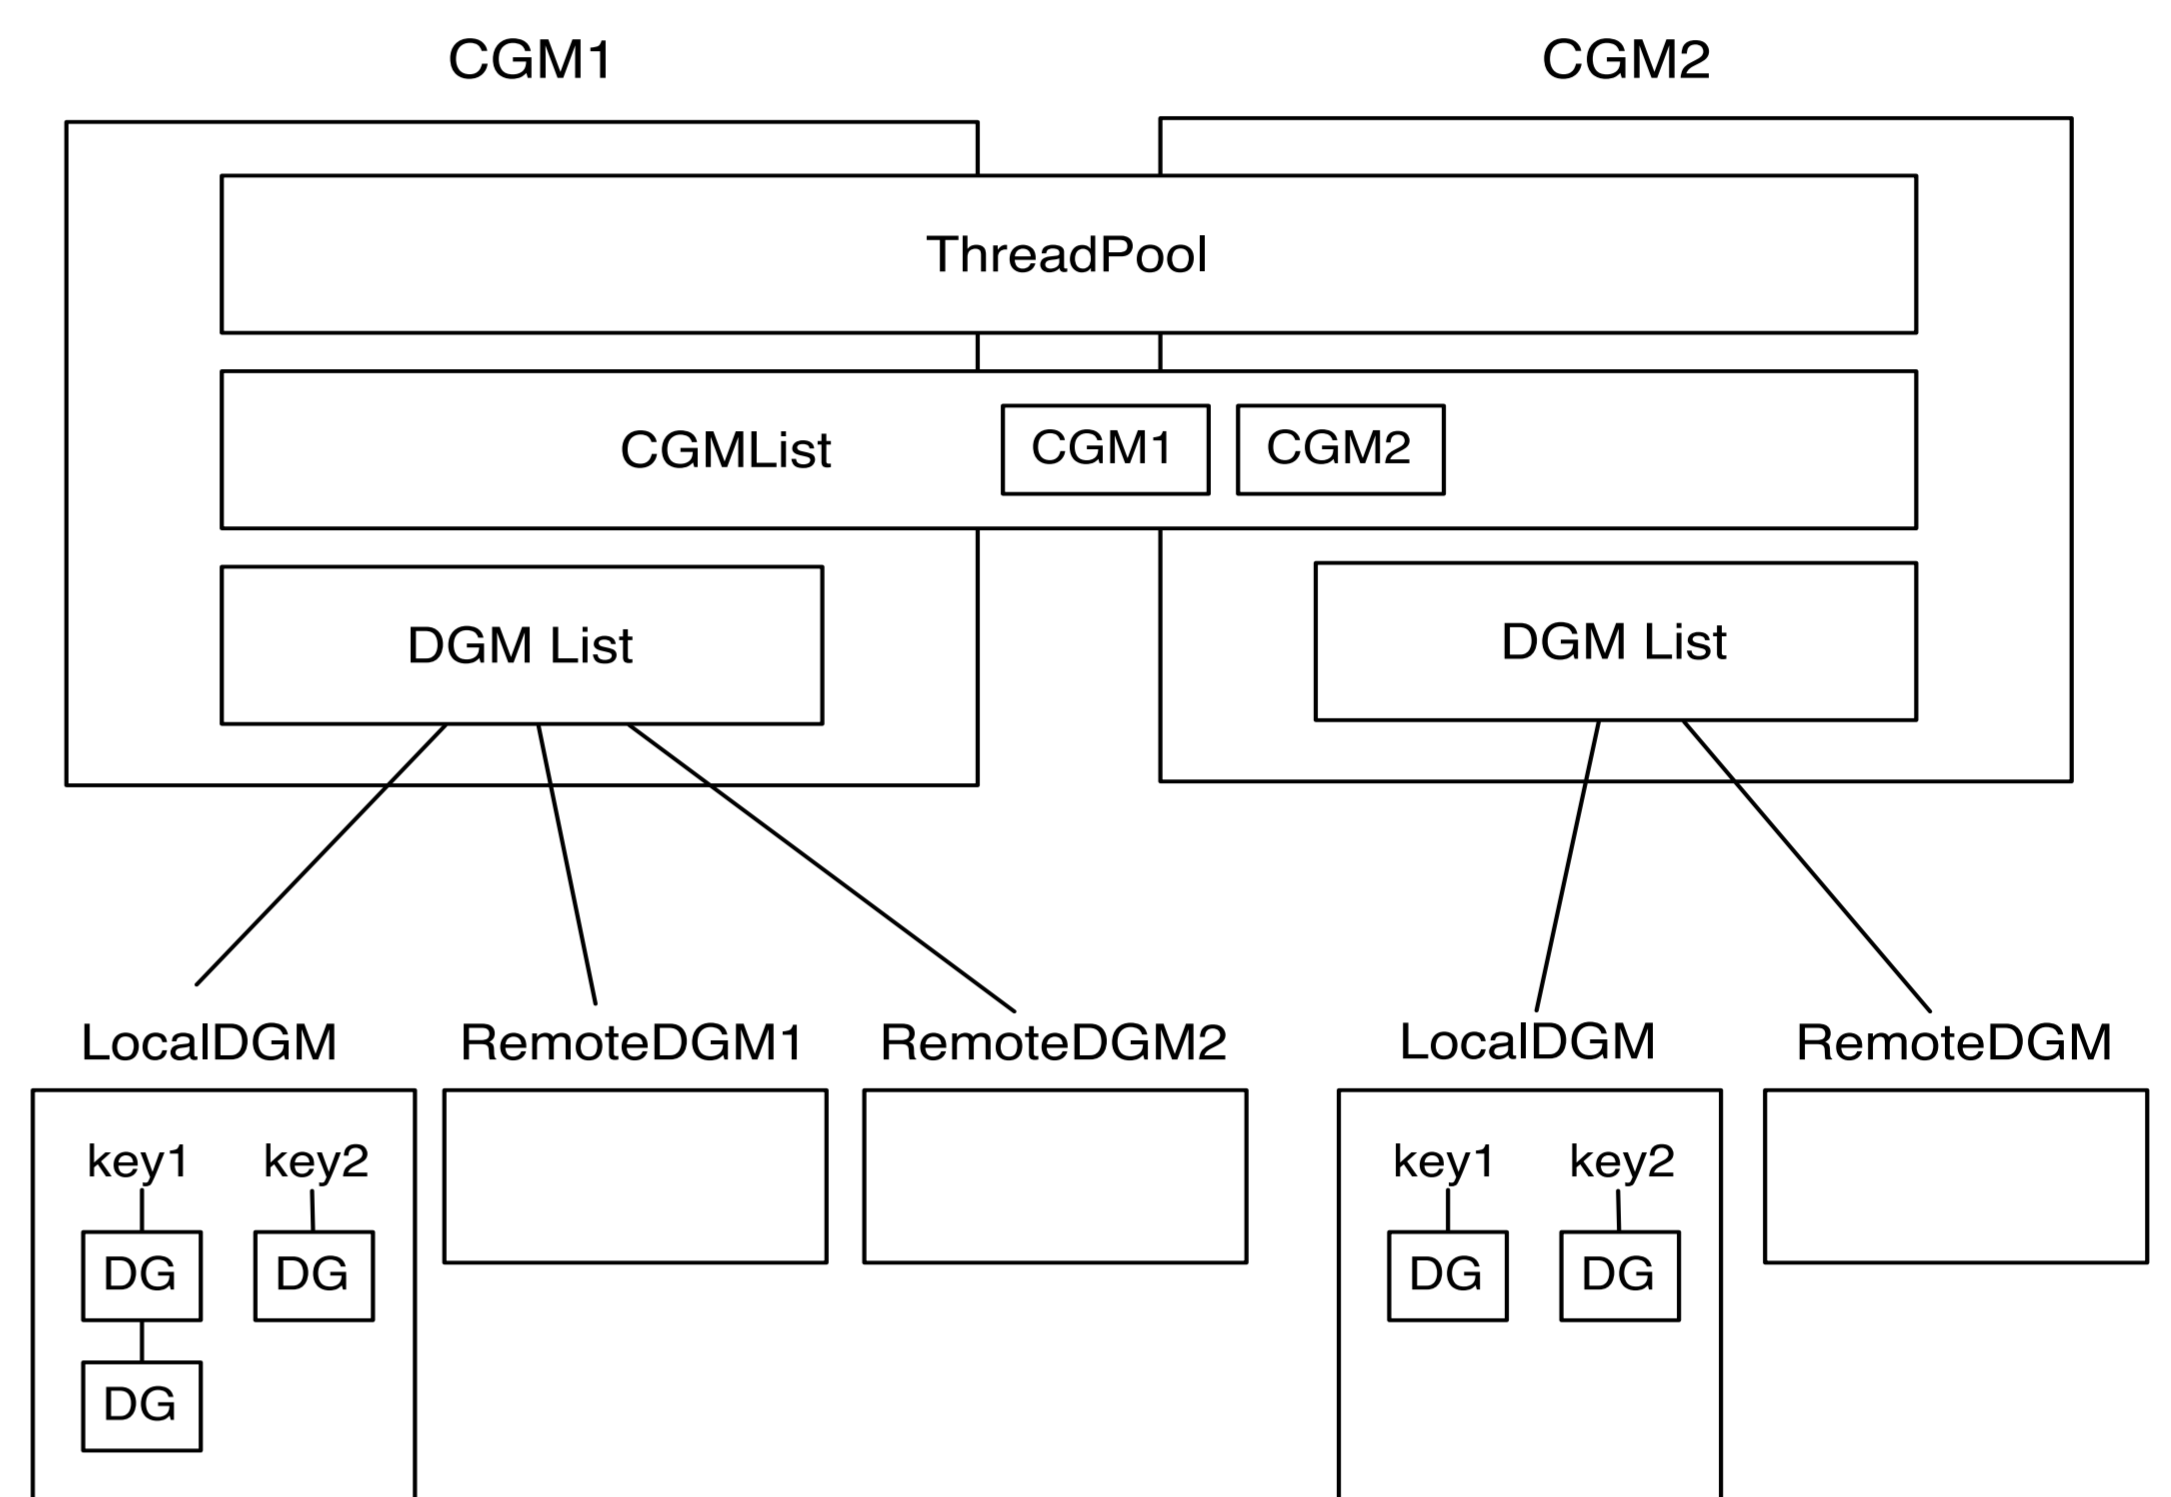 CGM1
CGM2
ThreadPool
CGMList
CGM1
CGM2
DGM List
DGM List
LocalDGM
RemoteDGM1
RemoteDGM2
LocalDGM
RemoteDGM
key1
key2
key1
key2
DG
DG
DG
DG
DG